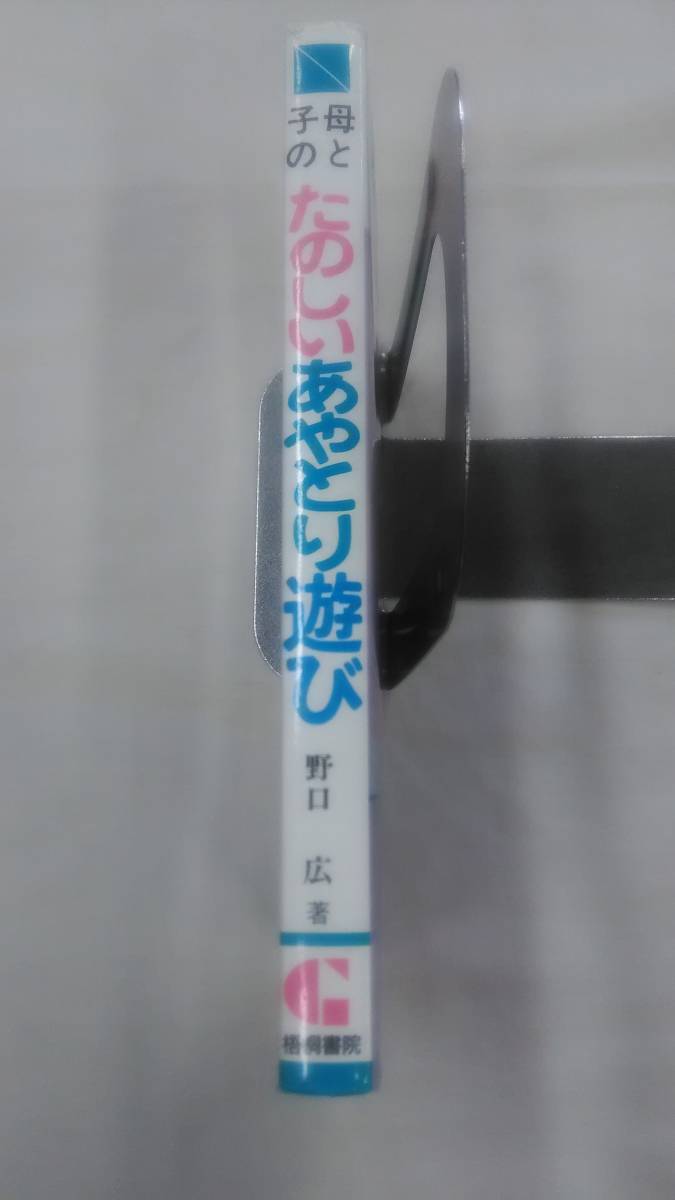 母と
子の
たのしい
あやとり遊び
野口 広 著
梧桐書院